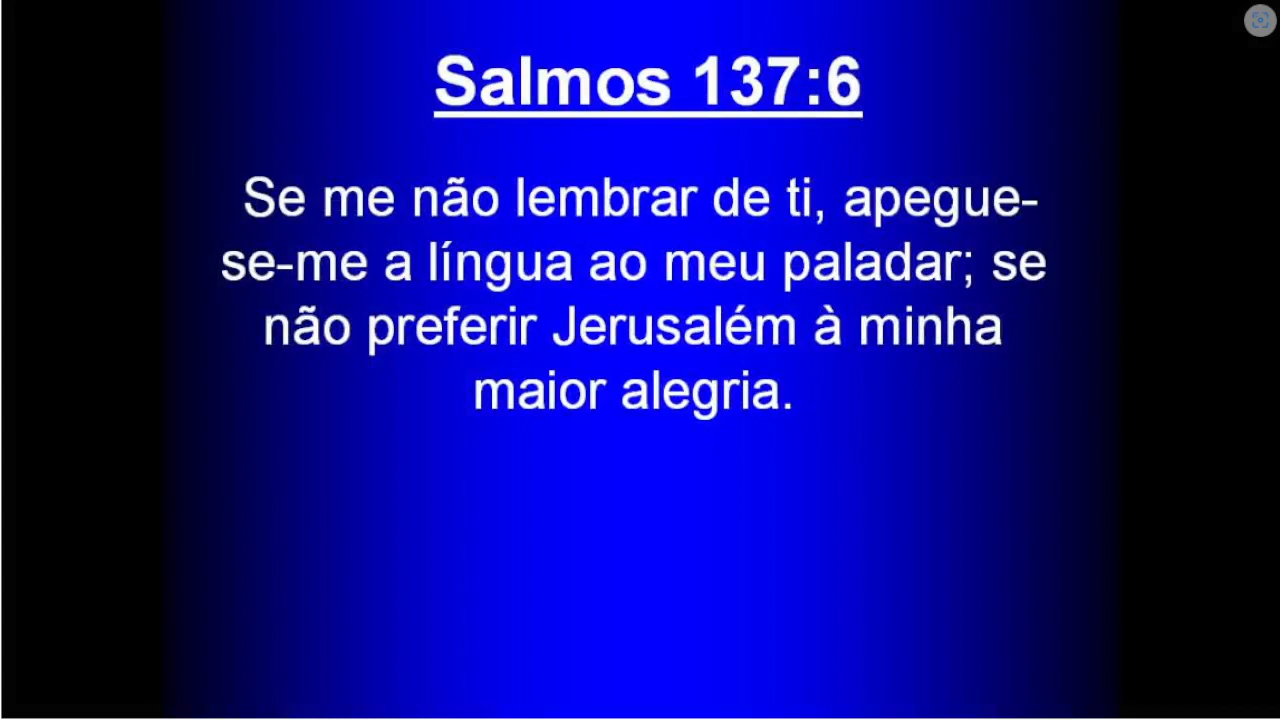 Salmos 137:6
Se me não lembrar de ti, apegue-
se-me a língua ao meu paladar; se
não preferir Jerusalém à minha
maior alegria.